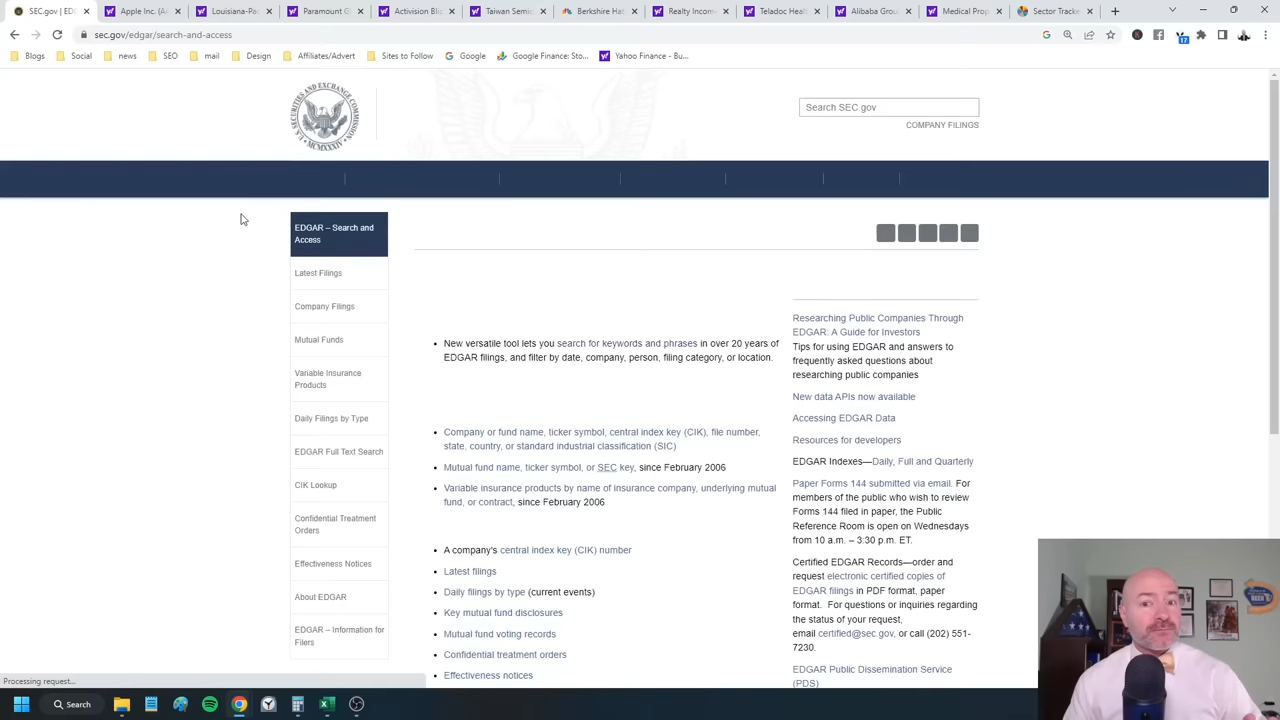 SEC.gov | ED
Apple Inc. (A
Louisiana-Pac
Paramount G
Activision Bli
Taiwan Semic
Berkshire Ha
Realty Incom
Teladoc Healt
Alibaba Grou
Medical Prop
Sector Tracke
sec.gov/edgar/search-and-access
17
Blogs
Social
news
SEO
mail
Design
Affiliates/Advert
Sites to Follow
Google
Google Finance: Sto...
Yahoo Finance - Bu...
U.S. SECURITIES AND EXCHANGE COMMISSION
MCMXXXIV
Search SEC.gov
COMPANY FILINGS
EDGAR – Search and
Access
Latest Filings
Company Filings
Mutual Funds
Variable Insurance
Products
Daily Filings by Type
EDGAR Full Text Search
CIK Lookup
Confidential Treatment
Orders
Effectiveness Notices
About EDGAR
EDGAR – Information for
Filers
• New versatile tool lets you search for keywords and phrases in over 20 years of
EDGAR filings, and filter by date, company, person, filing category, or location.
• Company or fund name, ticker symbol, central index key (CIK), file number,
state, country, or standard industrial classification (SIC)
• Mutual fund name, ticker symbol, or SEC key, since February 2006
• Variable insurance products by name of insurance company, underlying mutual
fund, or contract, since February 2006
• A company's central index key (CIK) number
• Latest filings
• Daily filings by type (current events)
• Key mutual fund disclosures
• Mutual fund voting records
• Confidential treatment orders
• Effectiveness notices
Researching Public Companies Through
EDGAR: A Guide for Investors
Tips for using EDGAR and answers to
frequently asked questions about
researching public companies
New data APIs now available
Accessing EDGAR Data
Resources for developers
EDGAR Indexes—Daily, Full and Quarterly
Paper Forms 144 submitted via email. For
members of the public who wish to review
Forms 144 filed in paper, the Public
Reference Room is open on Wednesdays
from 10 a.m. – 3:30 p.m. ET.
Certified EDGAR Records—order and
request electronic certified copies of
EDGAR filings in PDF format, paper
format. For questions or inquiries regarding
the status of your request,
email certified@sec.gov, or call (202) 551-
7230.
EDGAR Public Dissemination Service
(PDS)
Processing request...
Search